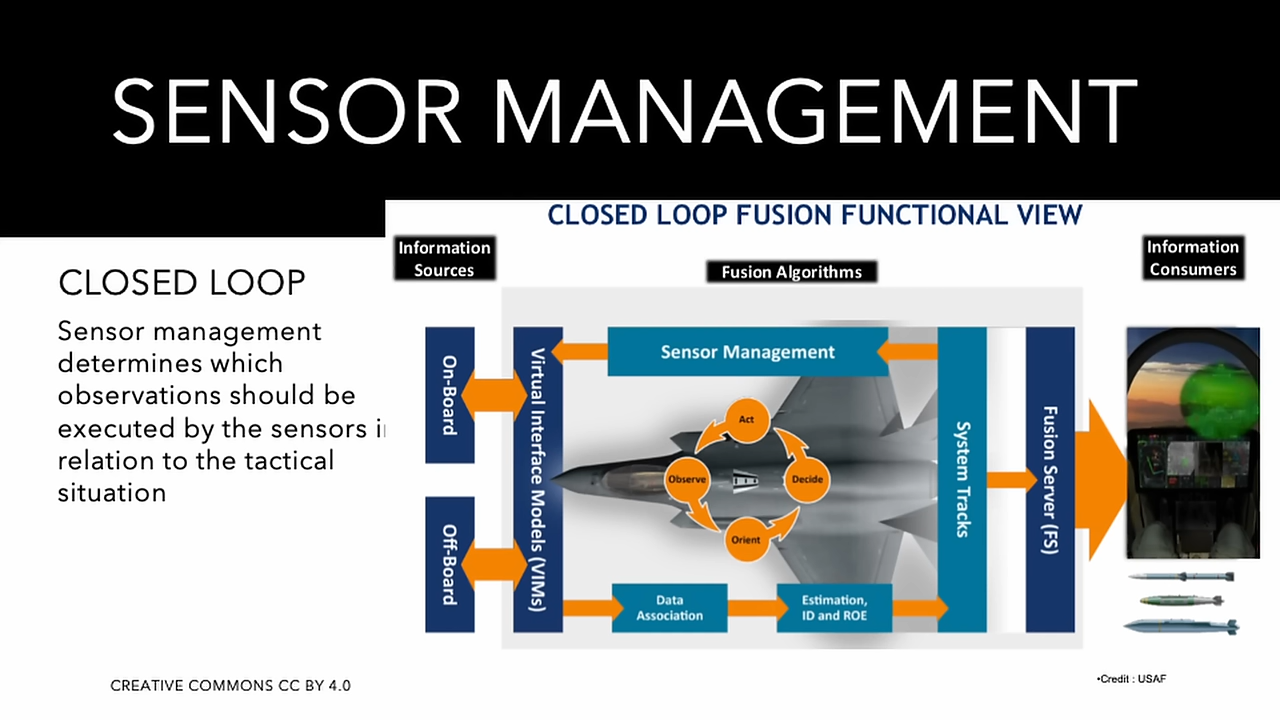 SENSOR MANAGEMENT
CLOSED LOOP
Sensor management
determines which
observations should be
executed by the sensors
relation to the tactical
situation
CLOSED LOOP FUSION FUNCTIONAL VIEW
Information
Sources
Fusion Algorithms
Information
Consumers
On-Board
Off-Board
Virtual Interface Models (VIMs)
Sensor Management
Act
Observe
Decide
Orient
Data
Association
Estimation,
ID and ROE
System Tracks
Fusion Server (FS)
CREATIVE COMMONS CC BY 4.0
•Credit : USAF